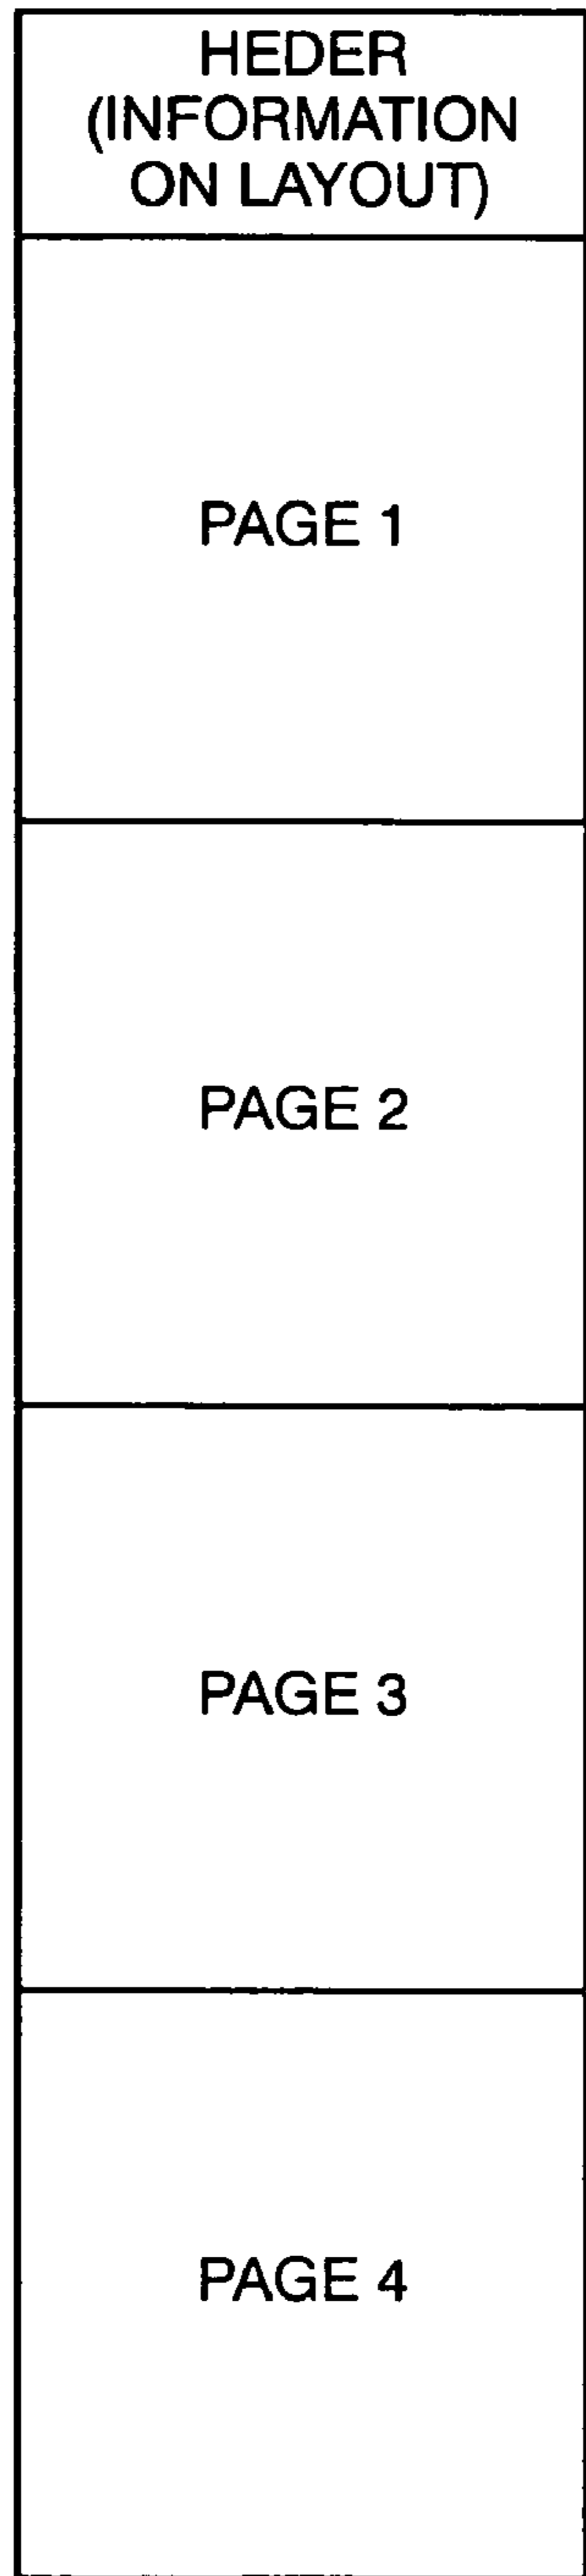 HEDER
(INFORMATION
ON LAYOUT)
PAGE 1
PAGE 2
PAGE 3
PAGE 4